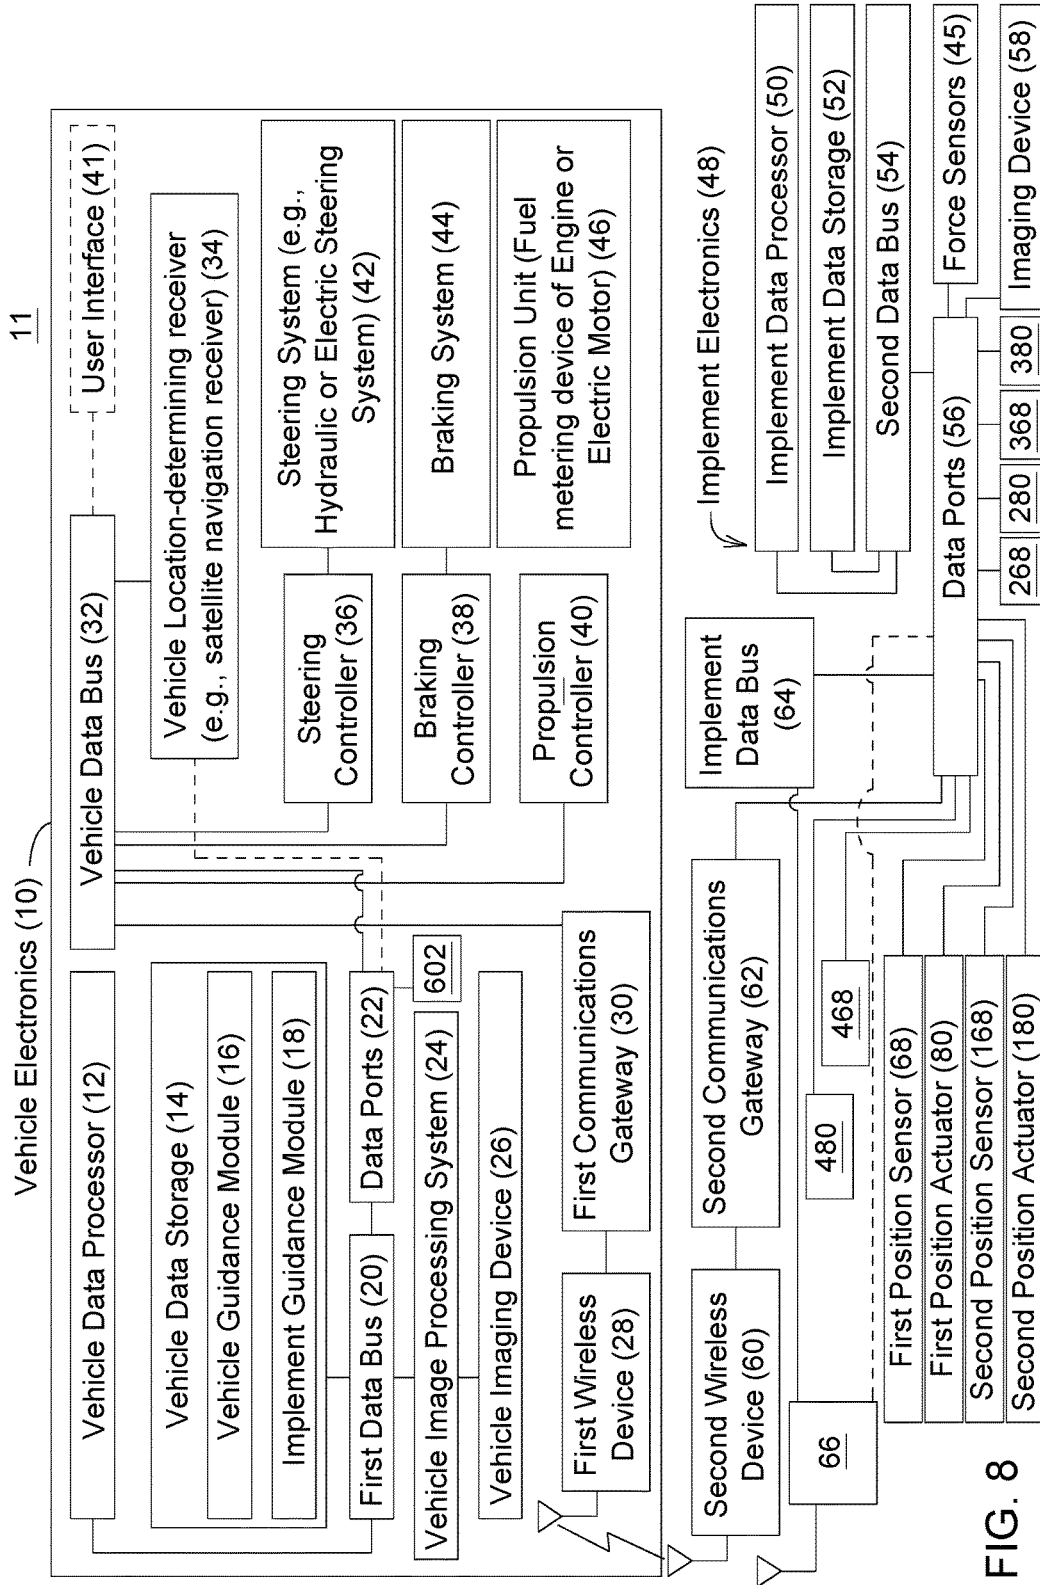 11
Vehicle Electronics (10)
Vehicle Data Processor (12)
Vehicle Data Storage (14)
Vehicle Guidance Module (16)
Implement Guidance Module (18)
First Data Bus (20)
Data Ports (22)
602
Vehicle Image Processing System (24)
Vehicle Imaging Device (26)
First Wireless
Device (28)
First Communications
Gateway (30)
Vehicle Data Bus (32)
User Interface (41)
Vehicle Location-determining receiver
(e.g., satellite navigation receiver) (34)
Steering
Controller (36)
Steering System (e.g.,
Hydraulic or Electric Steering
System) (42)
Braking
Controller (38)
Braking System (44)
Propulsion
Controller (40)
Propulsion Unit (Fuel
metering device of Engine or
Electric Motor) (46)
Second Wireless
Device (60)
Second Communications
Gateway (62)
Implement
Data Bus
(64)
Implement Electronics (48)
Implement Data Processor (50)
Implement Data Storage (52)
Second Data Bus (54)
Data Ports (56)
Force Sensors (45)
Imaging Device (58)
268
280
368
380
468
480
66
First Position Sensor (68)
First Position Actuator (80)
Second Position Sensor (168)
Second Position Actuator (180)
FIG. 8